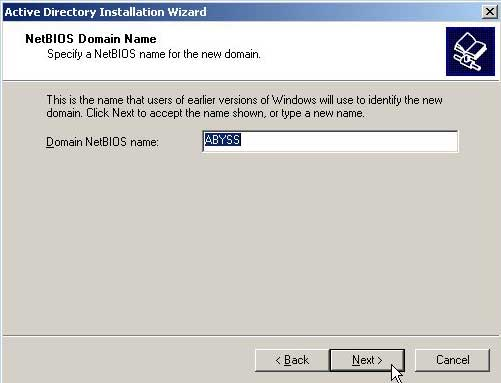 Active Directory Installation Wizard
NetBIOS Domain Name
Specify a NetBIOS name for the new domain.
This is the name that users of earlier versions of Windows will use to identify the new
domain. Click Next to accept the name shown, or type a new name.
Domain NetBIOS name: ABYSS
< Back Next > Cancel